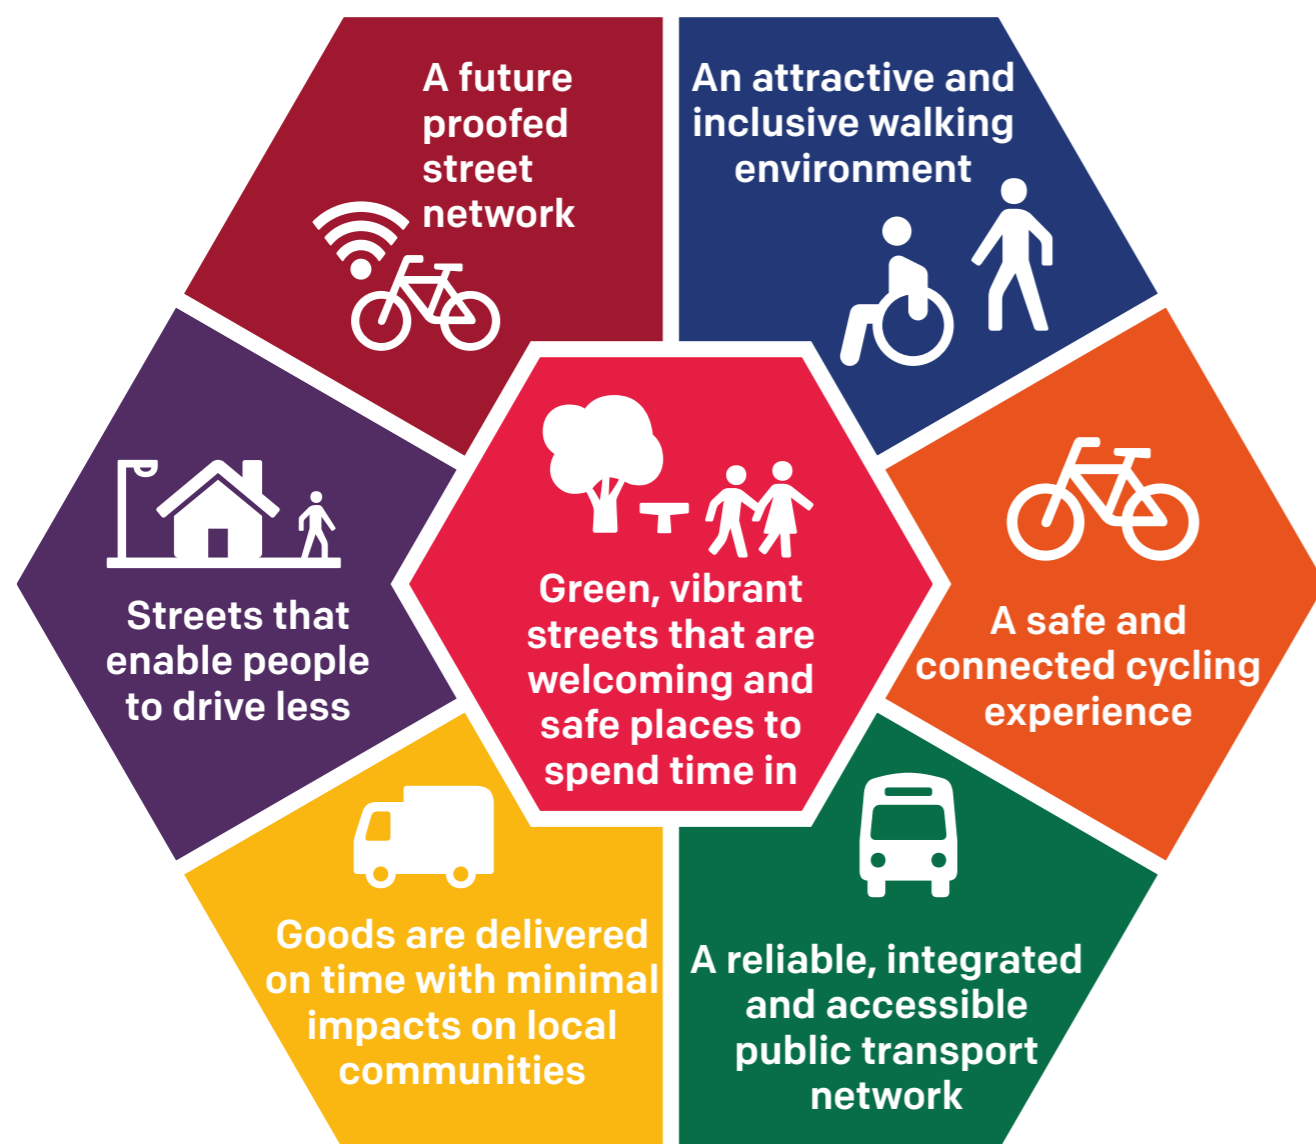 A future
proofed
street
network
An attractive and
inclusive walking
environment
Streets that
enable people
to drive less
Green, vibrant
streets that are
welcoming and
safe places to
spend time in
A safe and
connected cycling
experience
Goods are delivered
on time with minimal
impacts on local
communities
A reliable, integrated
and accessible
public transport
network